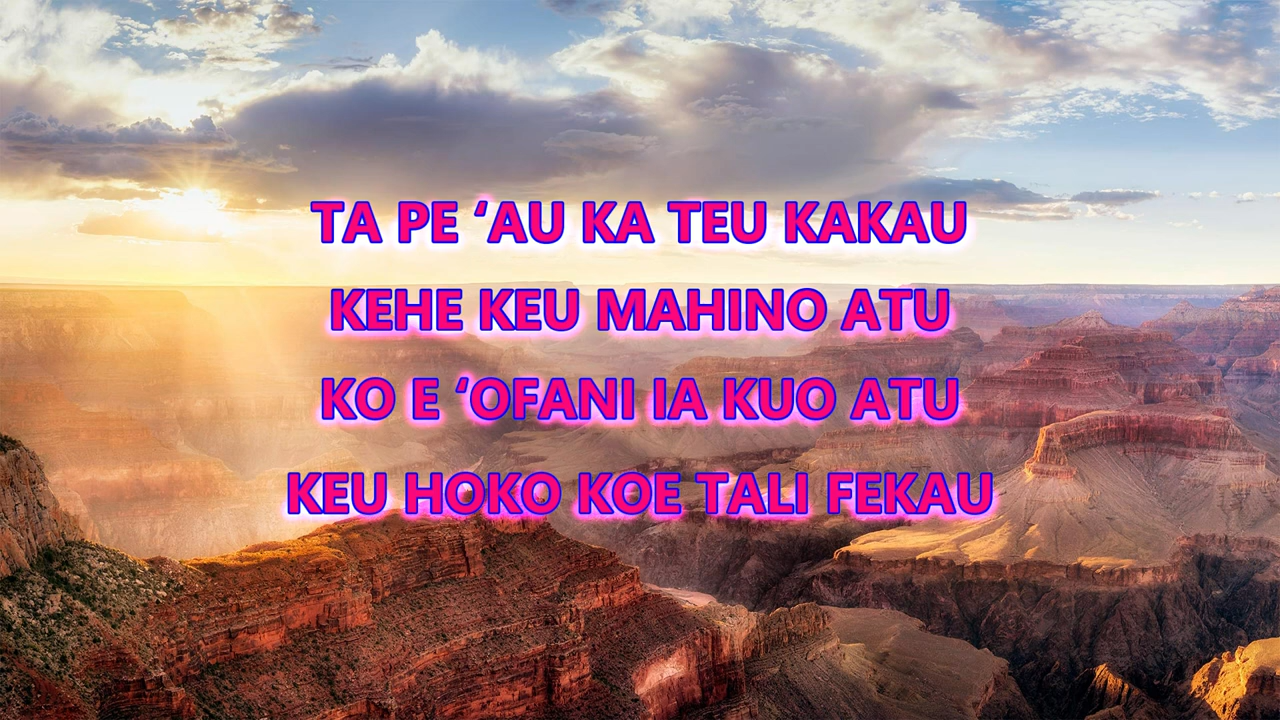 TA PE ‘AU KA TEU KAKAU
KEHE KEU MAHINO ATU
KO E ‘OFANI IA KUO ATU
KEU HOKO KOE TALI FEKAU